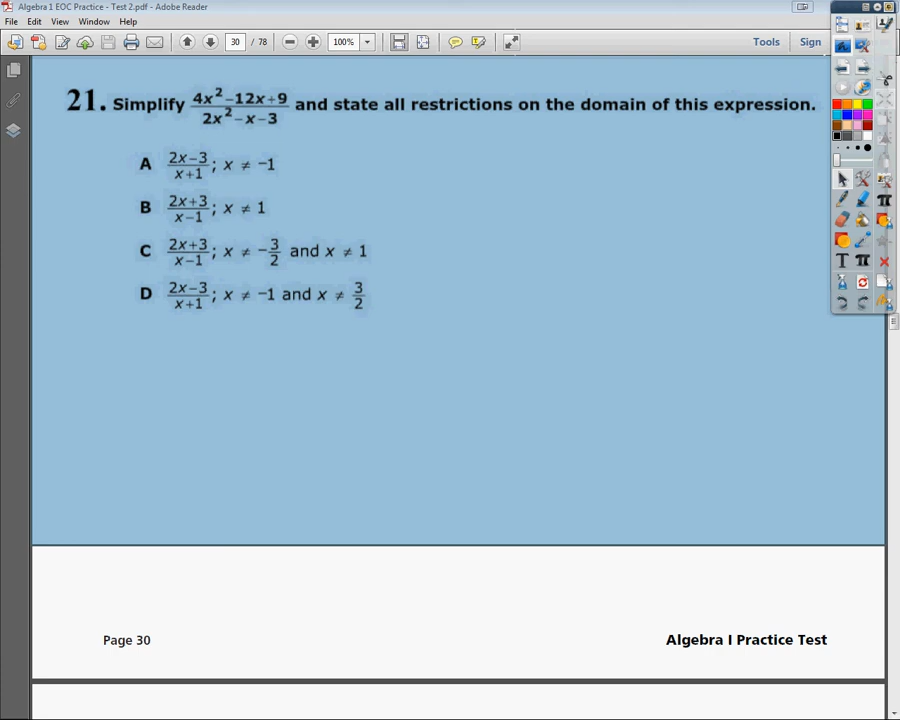 Algebra 1 EOC Practice - Test 2.pdf - Adobe Reader
File Edit View Window Help
30 / 78 100% Tools Sign
21. Simplify (4x²−12x+9)/(2x²−x−3) and state all restrictions on the domain of this expression.
A (2x−3)/(x+1); x ≠ −1
B (2x+3)/(x−1); x ≠ 1
C (2x+3)/(x−1); x ≠ −3/2 and x ≠ 1
D (2x−3)/(x+1); x ≠ −1 and x ≠ 3/2
Page 30 Algebra I Practice Test